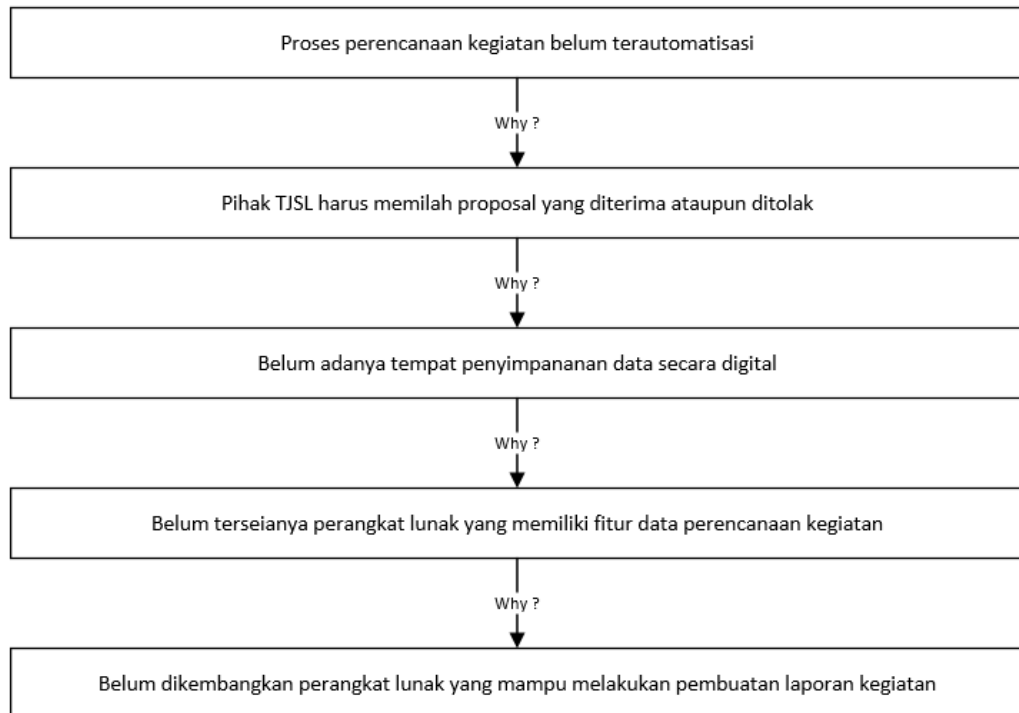 Proses perencanaan kegiatan belum terautomatisasi
Why ?
Pihak TJSL harus memilah proposal yang diterima ataupun ditolak
Why ?
Belum adanya tempat penyimpananan data secara digital
Why ?
Belum terseianya perangkat lunak yang memiliki fitur data perencanaan kegiatan
Why ?
Belum dikembangkan perangkat lunak yang mampu melakukan pembuatan laporan kegiatan